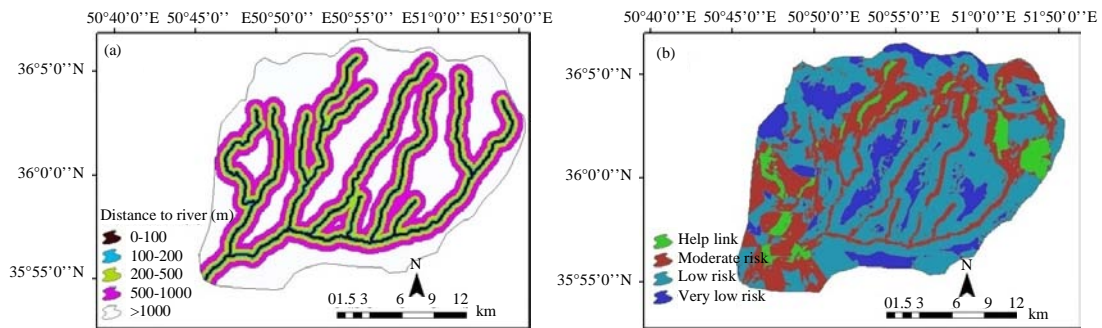 50°40'0''E 50°45'0'' E50°50'0'' E50°55'0''E 51°0'0''E51°50''E
(a)
36°5'0''N
36°0'0''N
35°55'0''N
Distance to river (m)
0-100
100-200
200-500
500-1000
>1000
N
01.5 3 6 9 12
km
50°40'0''E 50°45'0''E 50°50'0''E 50°55'0''E 51°0'0''E 51°50''E
(b)
36°5'0''N
36°0'0''N
35°55'0''N
Help link
Moderate risk
Low risk
Very low risk
N
01.5 3 6 9 12
km